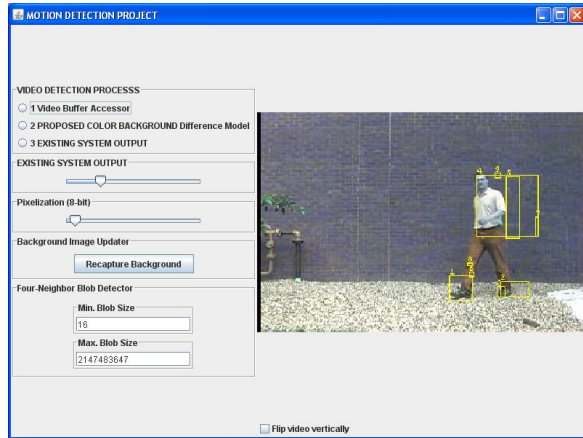 MOTION DETECTION PROJECT
VIDEO DETECTION PROCESSS
1 Video Buffer Accessor
2 PROPOSED COLOR BACKGROUND Difference Model
3 EXISTING SYSTEM OUTPUT
EXISTING SYSTEM OUTPUT
Pixelization (8-bit)
Background Image Updater
Recapture Background
Four-Neighbor Blob Detector
Min. Blob Size
16
Max. Blob Size
2147483647
Flip video vertically